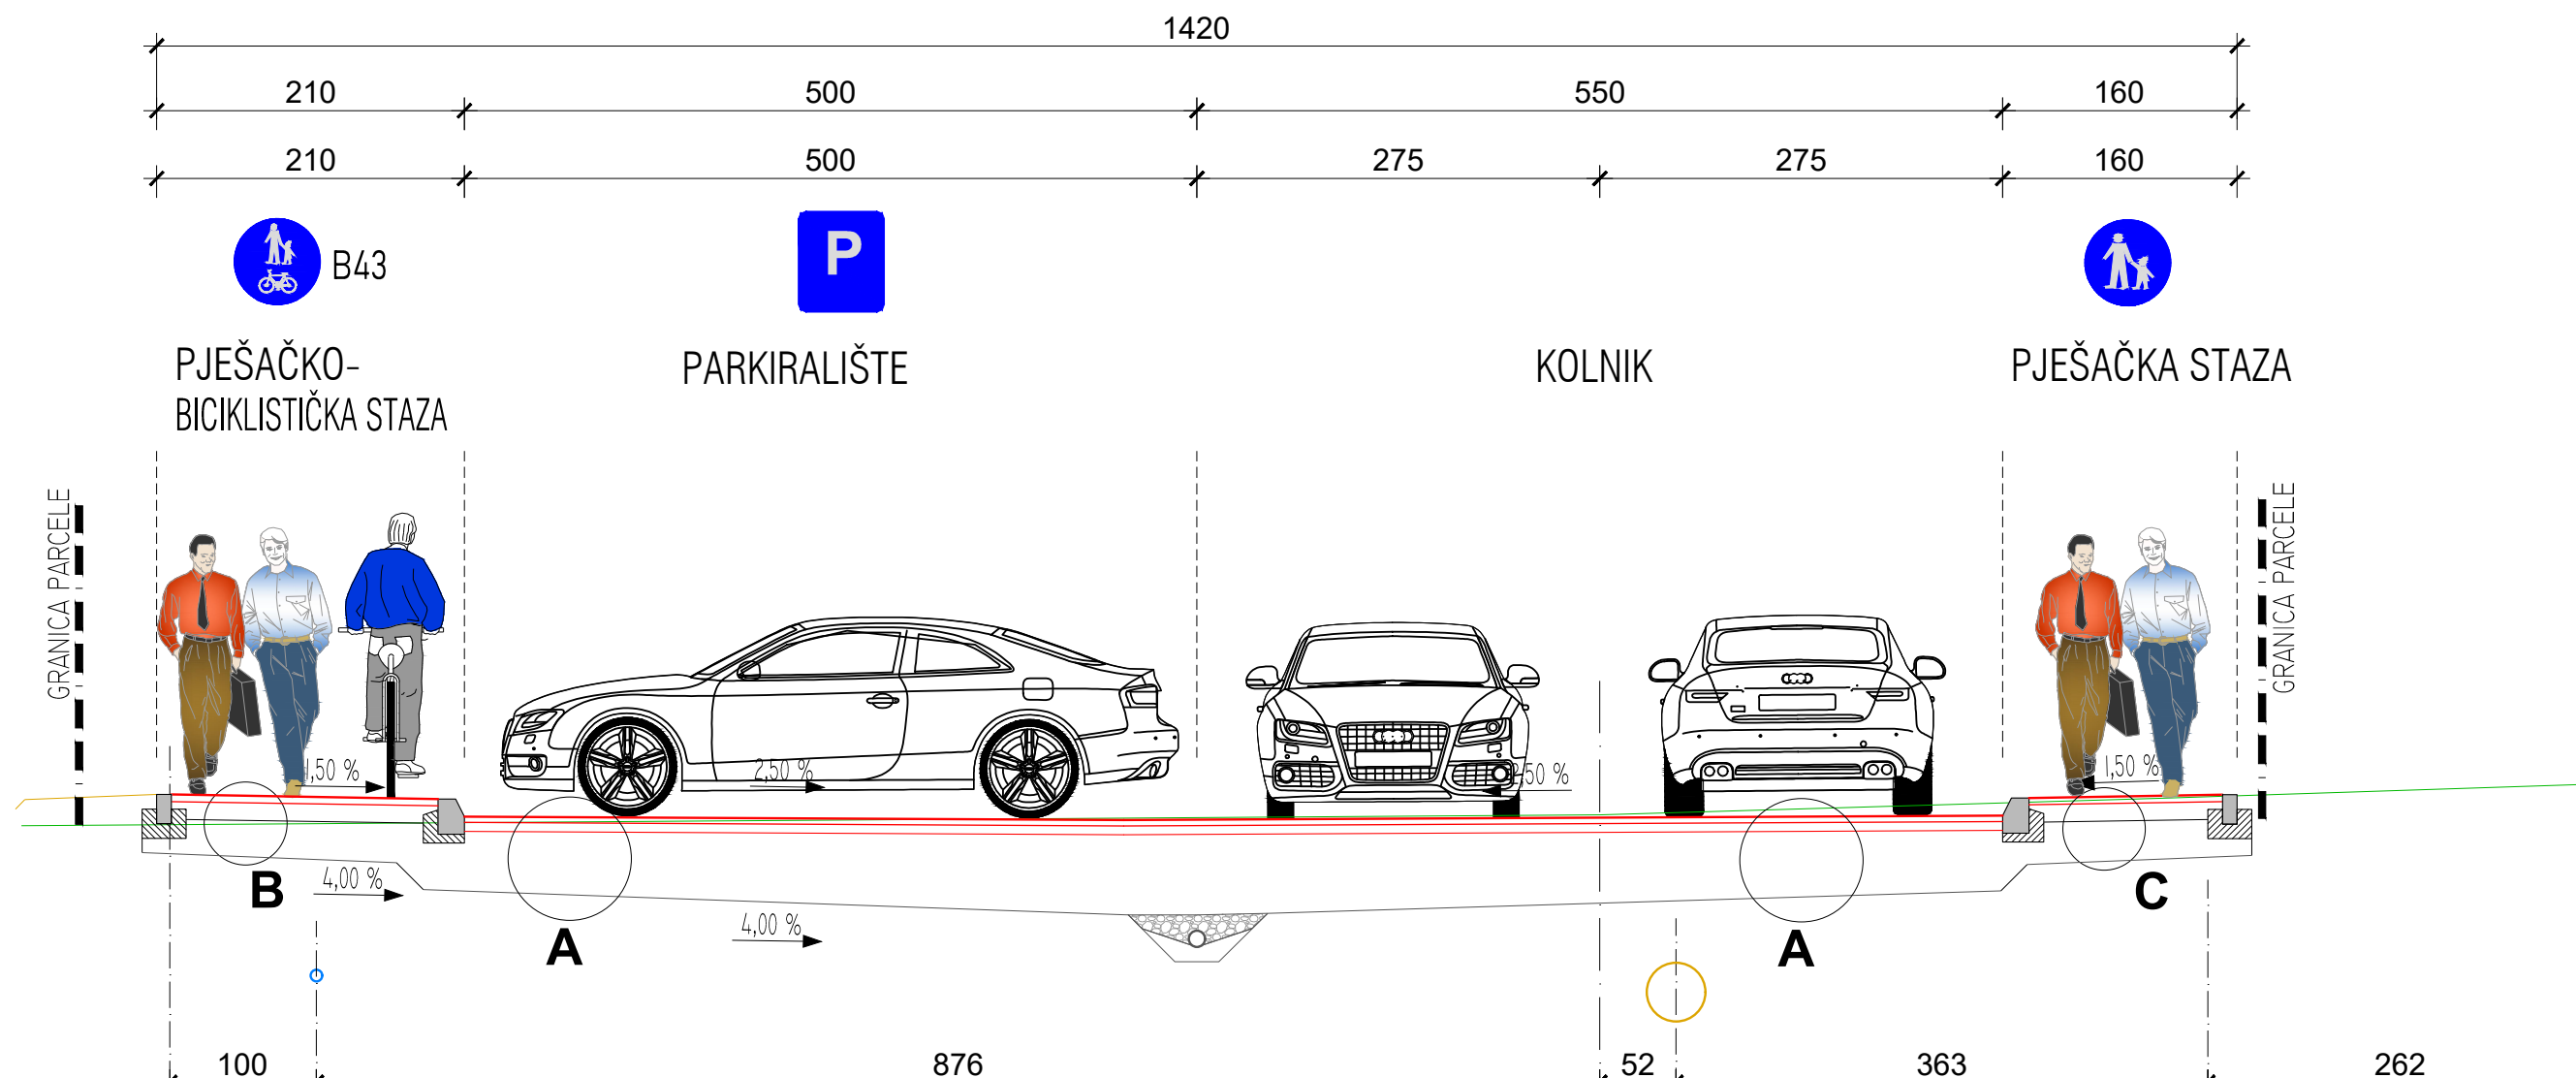 1420
210 500 550 160
210 500 275 275 160
B43
P
PJEŠAČKO-
BICIKLISTIČKA STAZA
PARKIRALIŠTE
KOLNIK
PJEŠAČKA STAZA
GRANICA PARCELE
GRANICA PARCELE
1,50 %
2,50 %
2,50 %
1,50 %
B
4,00 %
A
4,00 %
A
C
100 876 52 363 262